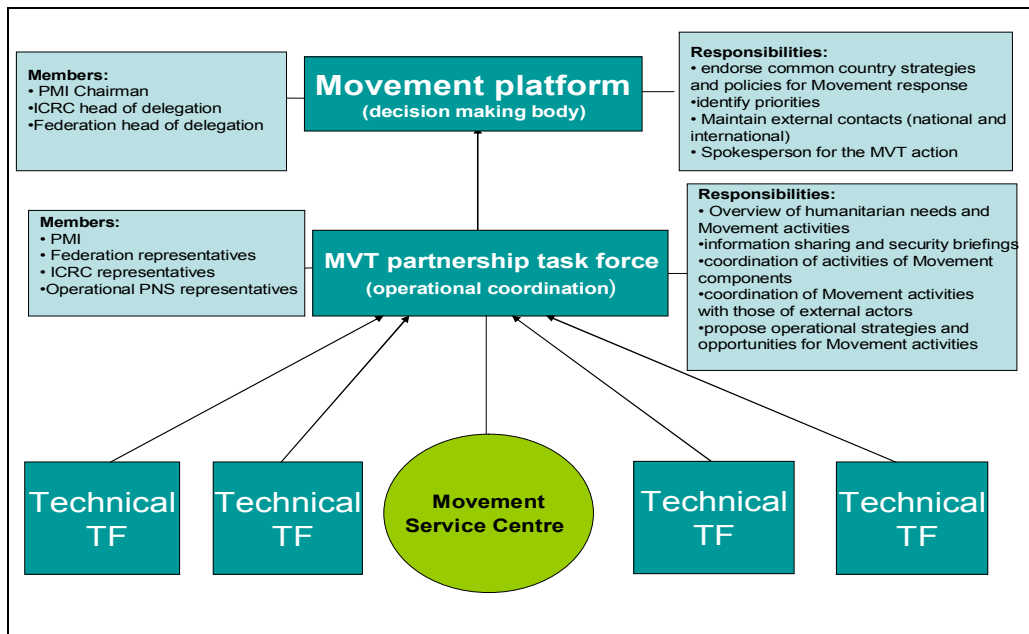 Members:
• PMI Chairman
•ICRC head of delegation
•Federation head of delegation
Movement platform
(decision making body)
Responsibilities:
• endorse common country strategies
and policies for Movement response
•identify priorities
• Maintain external contacts (national and
international)
• Spokesperson for the MVT action
Members:
• PMI
• Federation representatives
• ICRC representatives
•Operational PNS representatives
MVT partnership task force
(operational coordination)
Responsibilities:
• Overview of humanitarian needs and
Movement activities
•information sharing and security briefings
•coordination of activities of Movement
components
•coordination of Movement activities
with those of external actors
•propose operational strategies and
opportunities for Movement activities
Technical
TF
Technical
TF
Movement
Service Centre
Technical
TF
Technical
TF